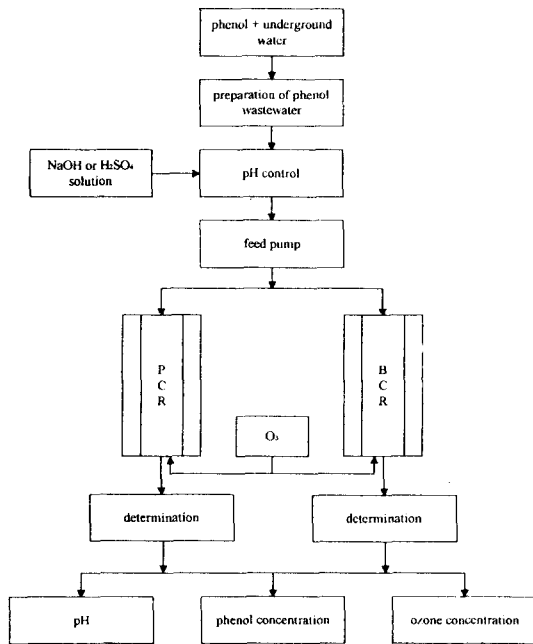 phenol + underground
water
preparation of phenol
wastewater
NaOH or H₂SO₄
solution
pH control
feed pump
P
C
R
B
C
R
O₃
determination
determination
pH
phenol concentration
ozone concentration